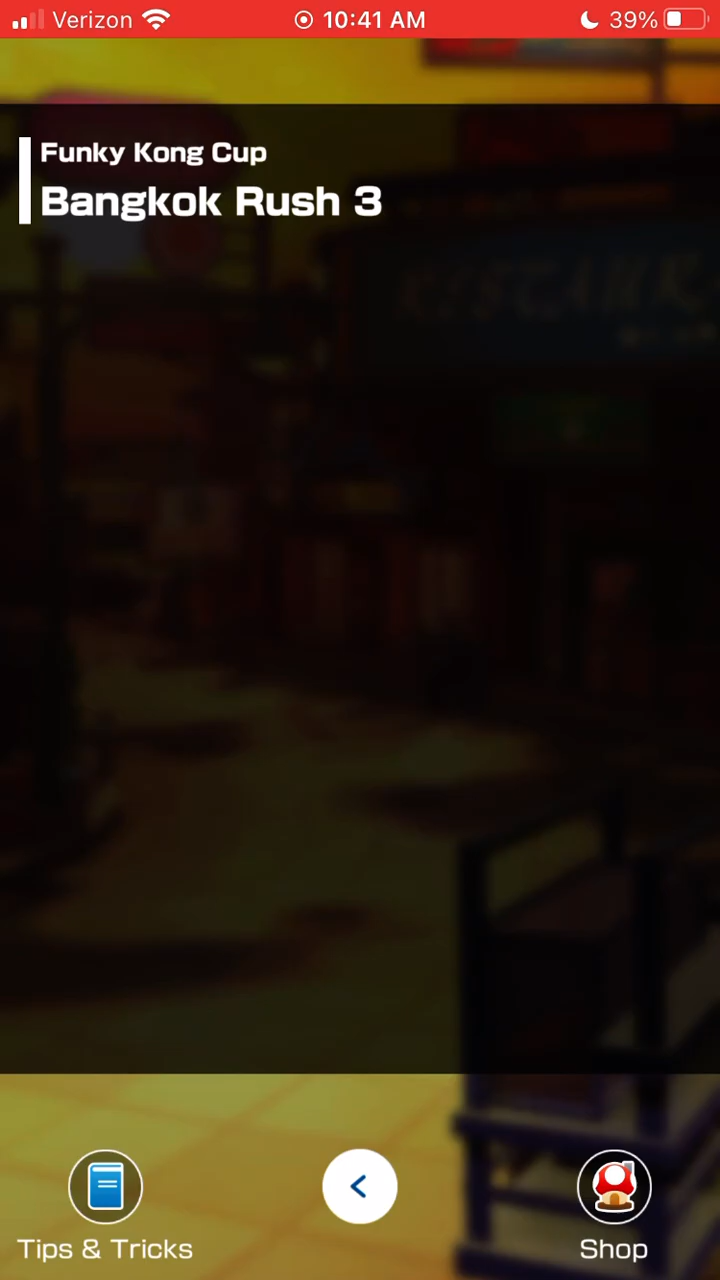 Verizon 10:41 AM 39%
Funky Kong Cup
Bangkok Rush 3
Tips & Tricks
Shop